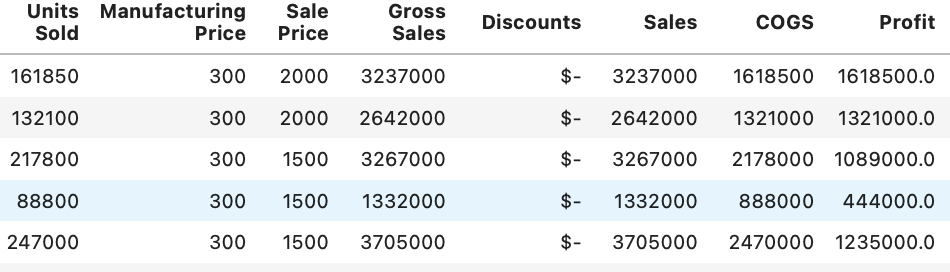 Units Sold Manufacturing Price Sale Price Gross Sales Discounts Sales COGS Profit
161850 300 2000 3237000 $- 3237000 1618500 1618500.0
132100 300 2000 2642000 $- 2642000 1321000 1321000.0
217800 300 1500 3267000 $- 3267000 2178000 1089000.0
88800 300 1500 1332000 $- 1332000 888000 444000.0
247000 300 1500 3705000 $- 3705000 2470000 1235000.0